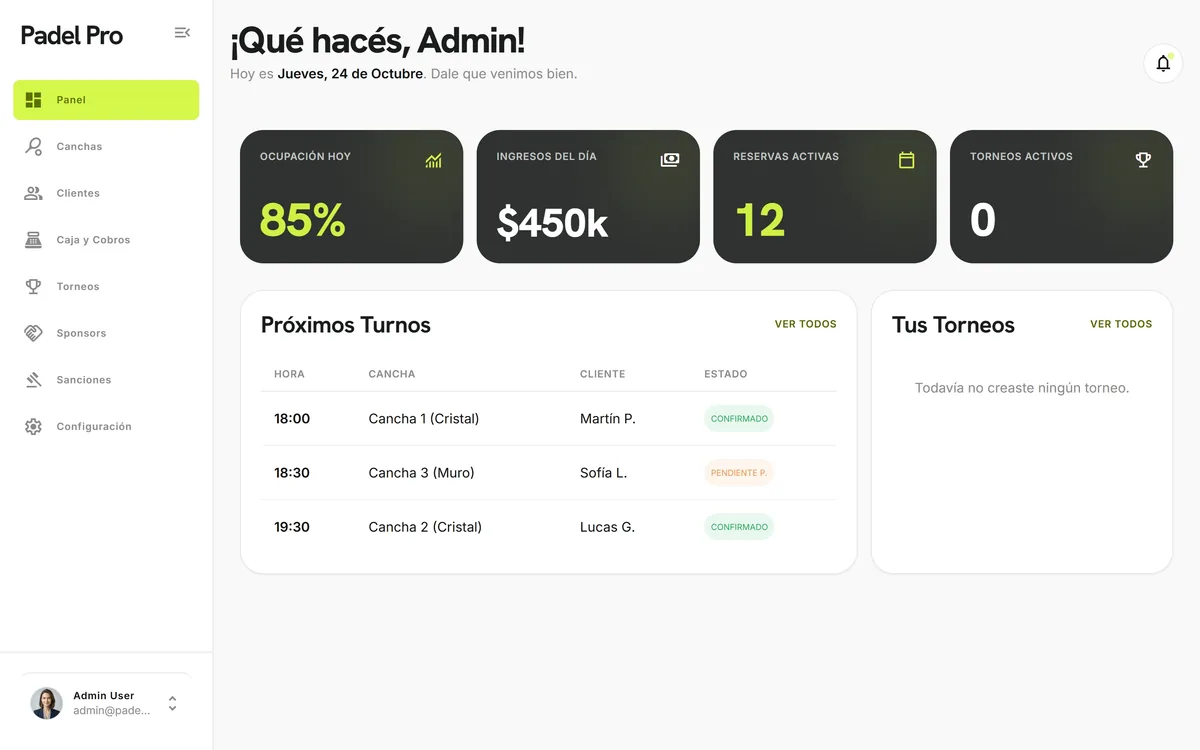 Padel Pro
Panel
Canchas
Clientes
Caja y Cobros
Torneos
Sponsors
Sanciones
Configuración
Admin User
admin@pade...
¡Qué hacés, Admin!
Hoy es Jueves, 24 de Octubre. Dale que venimos bien.
OCUPACIÓN HOY
85%
INGRESOS DEL DÍA
$450k
RESERVAS ACTIVAS
12
TORNEOS ACTIVOS
0
Próximos Turnos
VER TODOS
HORA CANCHA CLIENTE ESTADO
18:00 Cancha 1 (Cristal) Martín P. CONFIRMADO
18:30 Cancha 3 (Muro) Sofía L. PENDIENTE P.
19:30 Cancha 2 (Cristal) Lucas G. CONFIRMADO
Tus Torneos
VER TODOS
Todavía no creaste ningún torneo.